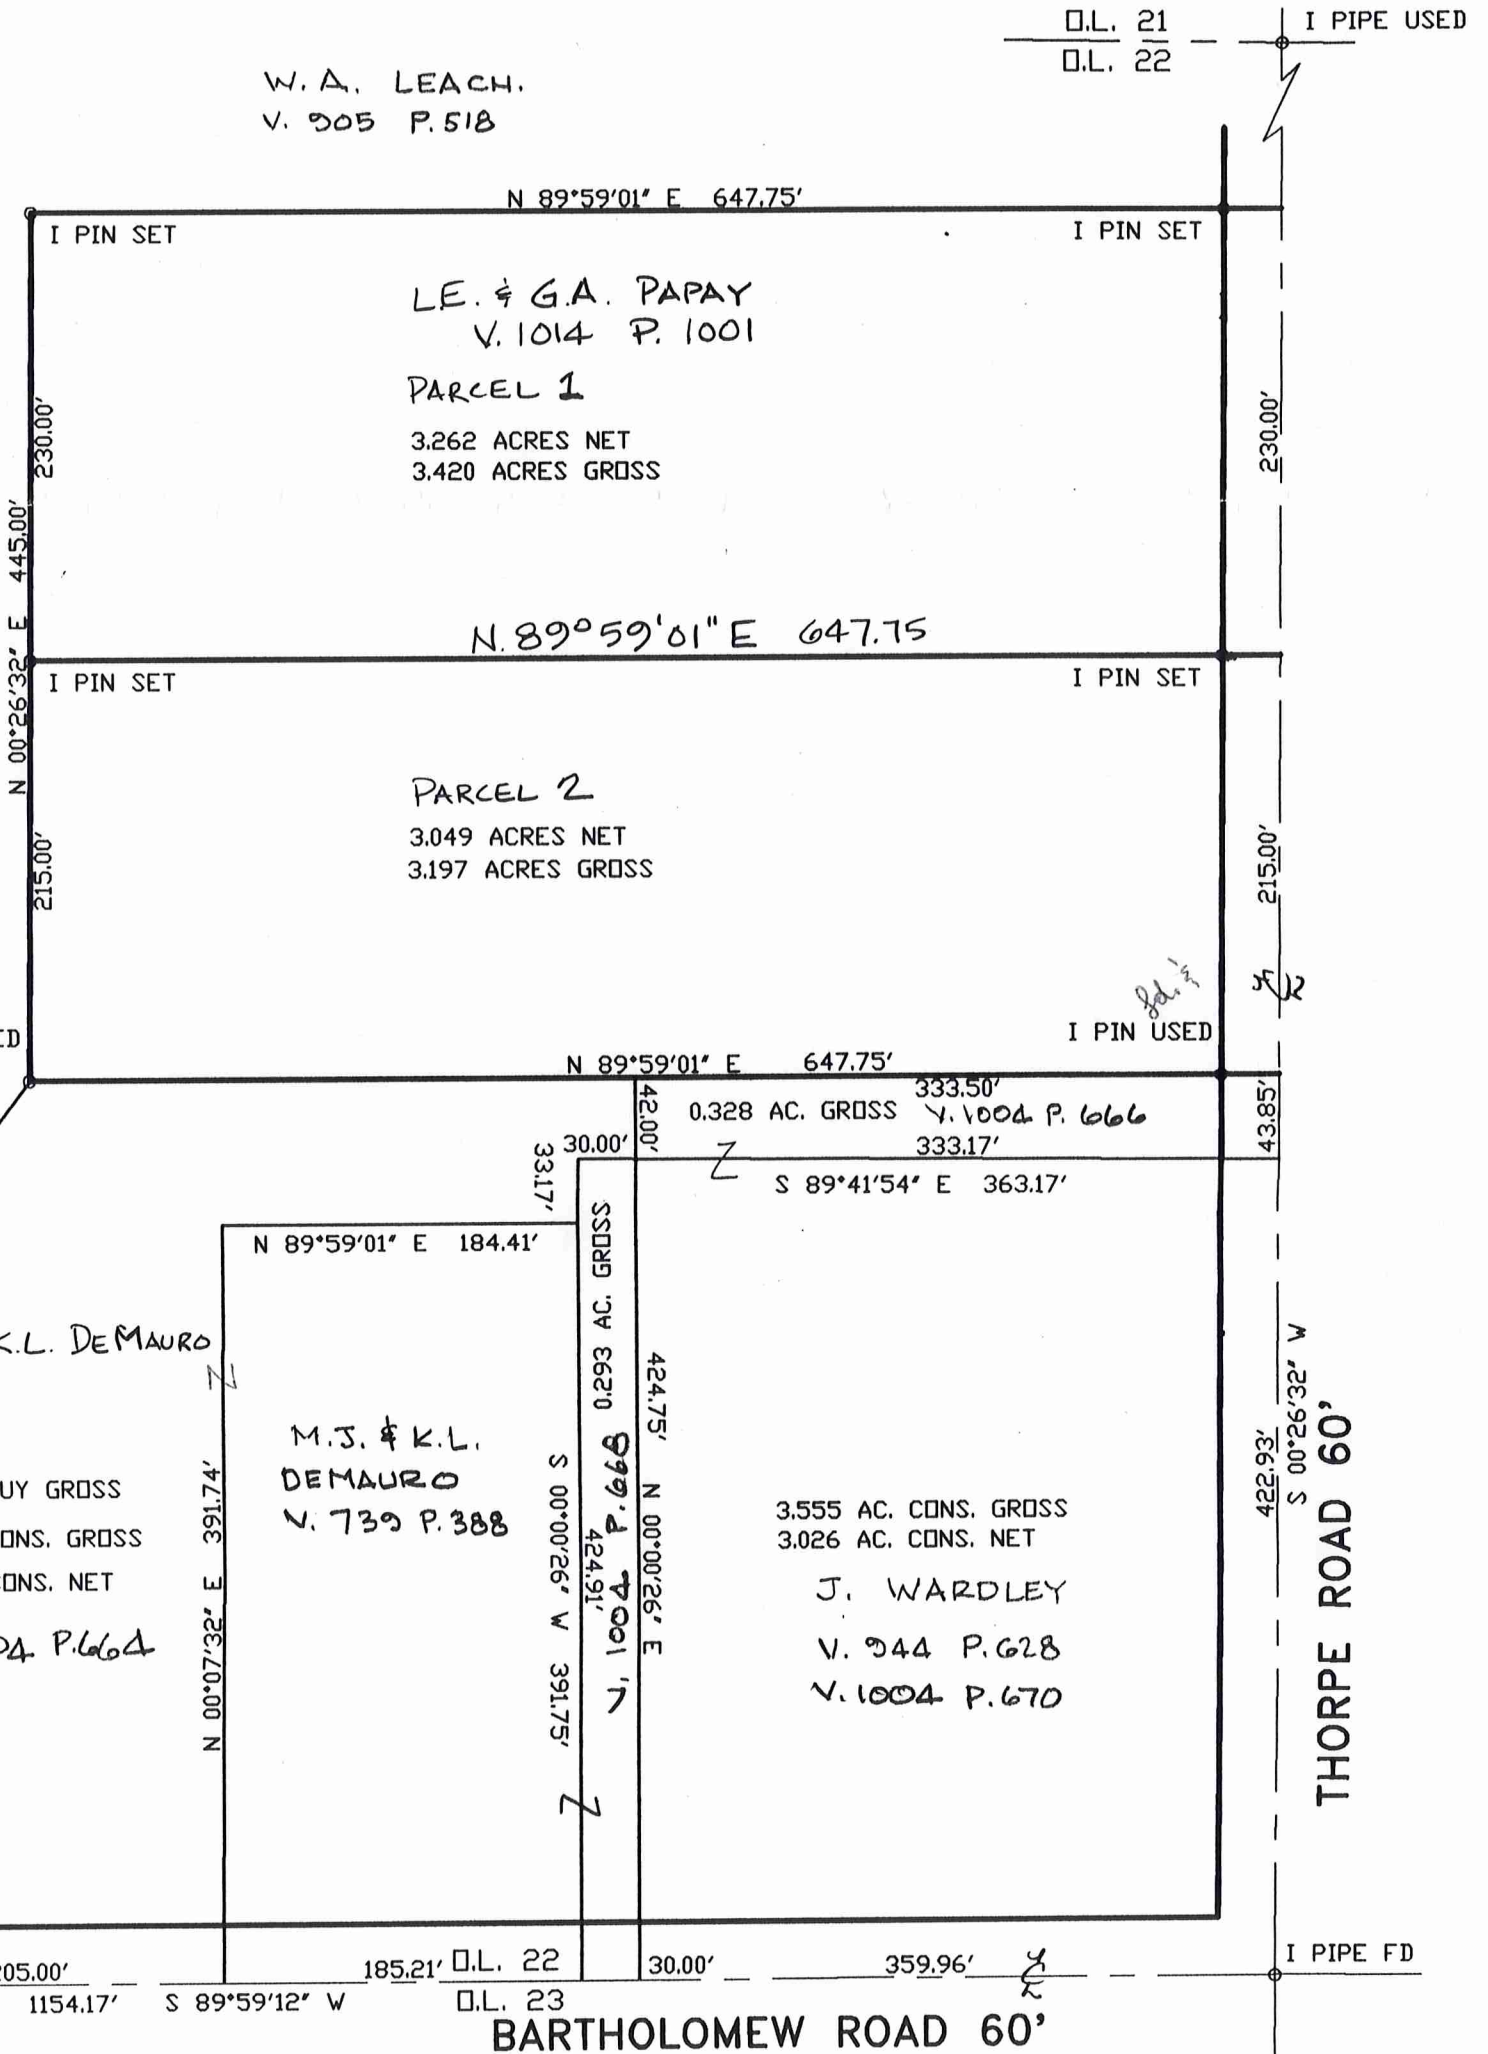 O.L. 21
I PIPE USED
O.L. 22
W. A. LEACH.
V. 905 P. 518
N 89°59'01" E 647.75'
I PIN SET
I PIN SET
L.E. & G.A. PAPAY
V. 1014 P. 1001
PARCEL 1
3.262 ACRES NET
3.420 ACRES GROSS
230.00'
230.00'
N 00°26'32" E 445.00'
N. 89°59'01" E 647.75
I PIN SET
I PIN SET
PARCEL 2
3.049 ACRES NET
3.197 ACRES GROSS
215.00'
215.00'
I PIN USED
ED
N 89°59'01" E 647.75'
333.50'
42.00'
0.328 AC. GROSS V. 1004 P. 666
43.85'
30.00'
333.17'
33.17'
S 89°41'54" E 363.17'
N 89°59'01" E 184.41'
0.293 AC. GROSS
V. 1004 P. 668
K.L. DEMAURO
M.J. & K.L.
DEMAURO
V. 739 P. 388
UY GROSS
ONS. GROSS
ONS. NET
04 P.664
N 00°07'32" E 391.74'
S 00°00'26" W 391.75'
424.91'
424.75' N 00°00'26" E
3.555 AC. CONS. GROSS
3.026 AC. CONS. NET
J. WARDLEY
V. 944 P. 628
V. 1004 P. 670
422.93'
S 00°26'32" W
THORPE ROAD 60'
I PIPE FD
205.00'
185.21'
O.L. 22
30.00'
359.96'
1154.17' S 89°59'12" W
O.L. 23
BARTHOLOMEW ROAD 60'